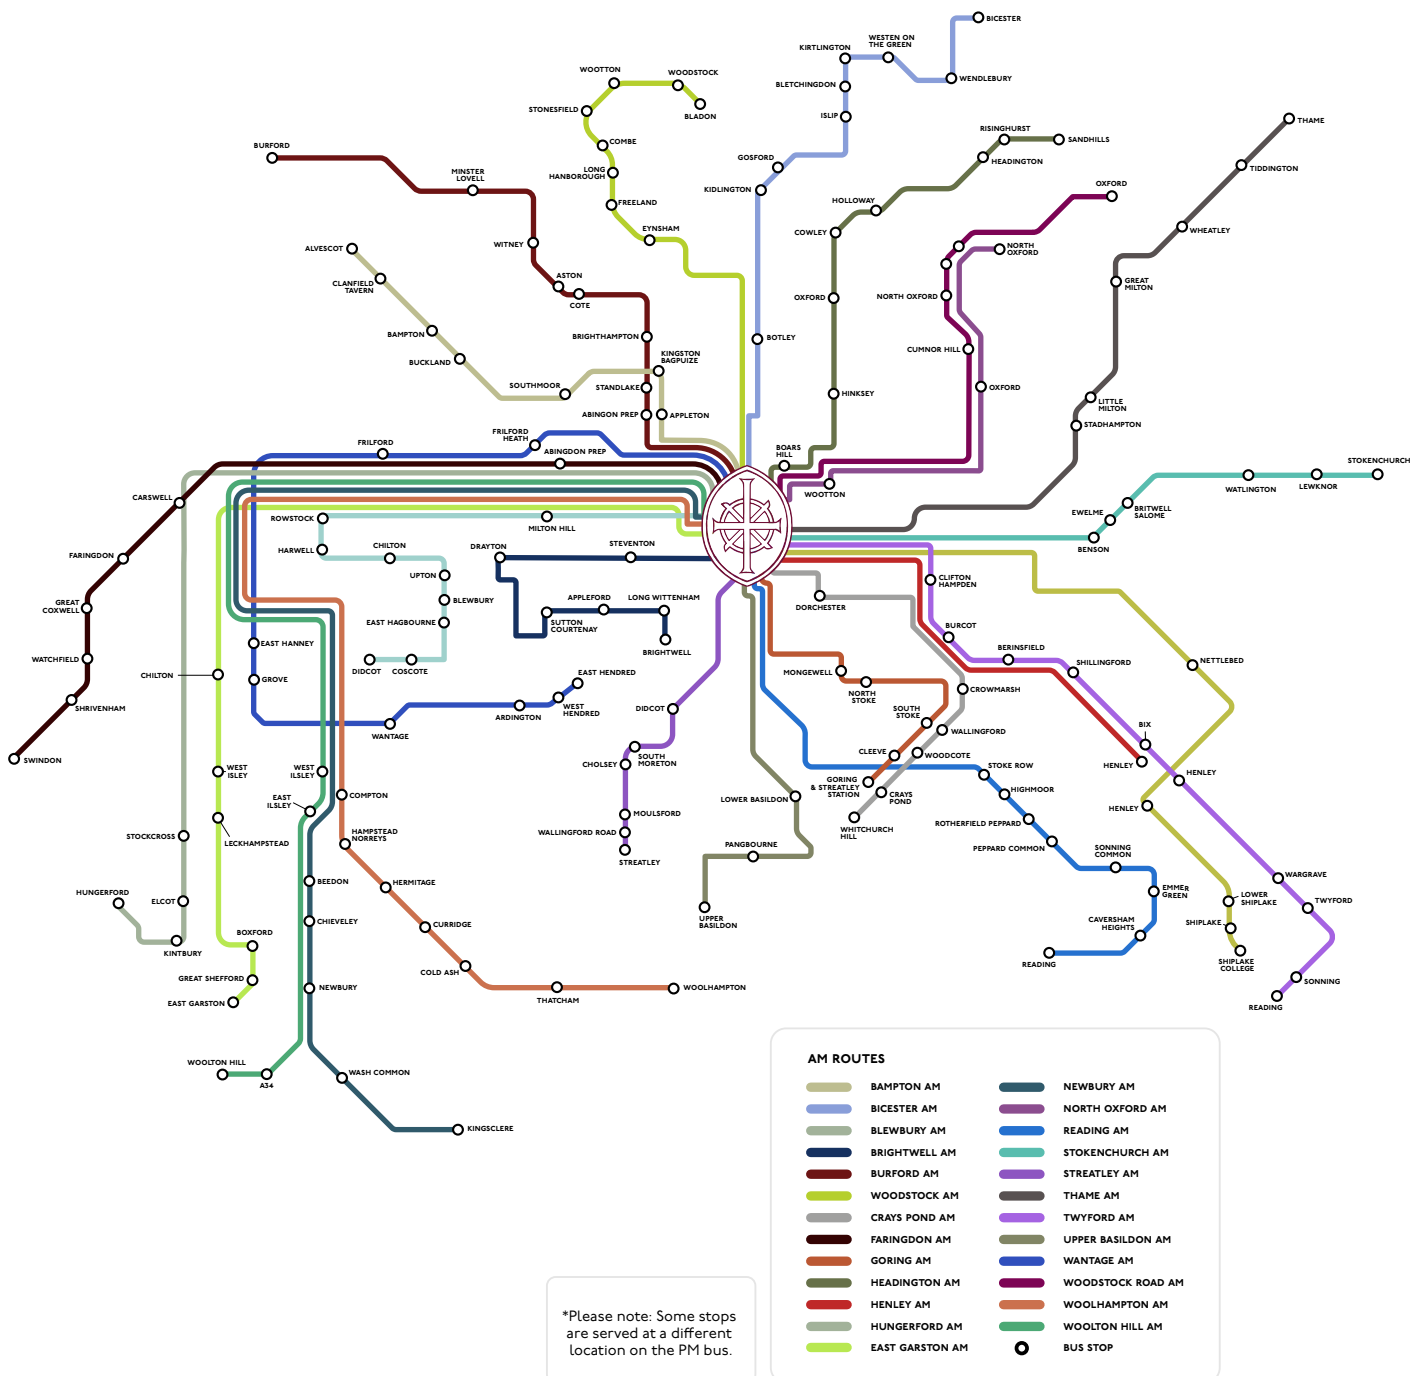 BICESTER
WESTEN ON
THE GREEN
KIRTLINGTON
WENDLEBURY
BLETCHINGDON
ISLIP
GOSFORD
KIDLINGTON
BOTLEY
WOOTTON
WOODSTOCK
BLADON
STONESFIELD
COMBE
LONG
HANBOROUGH
FREELAND
EYNSHAM
BURFORD
MINSTER
LOVELL
WITNEY
ASTON
COTE
BRIGHTHAMPTON
STANDLAKE
ABINGON PREP
ALVESCOT
CLANFIELD
TAVERN
BAMPTON
BUCKLAND
SOUTHMOOR
KINGSTON
BAGPUIZE
APPLETON
RISINGHURST
SANDHILLS
HEADINGTON
HOLLOWAY
COWLEY
OXFORD
HINKSEY
BOARS
HILL
OXFORD
NORTH
OXFORD
NORTH OXFORD
CUMNOR HILL
OXFORD
WOOTTON
THAME
TIDDINGTON
WHEATLEY
GREAT
MILTON
LITTLE
MILTON
STADHAMPTON
STOKENCHURCH
LEWKNOR
WATLINGTON
BRITWELL
SALOME
EWELME
BENSON
FRILFORD
FRILFORD
HEATH
ABINGDON PREP
CARSWELL
FARINGDON
GREAT
COXWELL
WATCHFIELD
SHRIVENHAM
SWINDON
ROWSTOCK
MILTON HILL
HARWELL
CHILTON
UPTON
BLEWBURY
EAST HAGBOURNE
DIDCOT
COSCOTE
DRAYTON
STEVENTON
APPLEFORD
LONG WITTENHAM
SUTTON
COURTENAY
BRIGHTWELL
EAST HANNEY
GROVE
WANTAGE
ARDINGTON
WEST
HENDRED
EAST HENDRED
CHILTON
WEST
ISLEY
LECKHAMPSTEAD
WEST
ILSLEY
EAST
ILSLEY
COMPTON
HAMPSTEAD
NORREYS
STOCKCROSS
HUNGERFORD
ELCOT
KINTBURY
BOXFORD
GREAT SHEFFORD
EAST GARSTON
BEEDON
CHIEVELEY
NEWBURY
HERMITAGE
CURRIDGE
COLD ASH
THATCHAM
WOOLHAMPTON
WOOLTON HILL
A34
WASH COMMON
KINGSCLERE
DIDCOT
SOUTH
MORETON
CHOLSEY
MOULSFORD
WALLINGFORD ROAD
STREATLEY
LOWER BASILDON
PANGBOURNE
UPPER
BASILDON
DORCHESTER
MONGEWELL
NORTH
STOKE
SOUTH
STOKE
CLEEVE
GORING
& STREATLEY
STATION
CROWMARSH
WALLINGFORD
WOODCOTE
CRAYS
POND
WHITCHURCH
HILL
CLIFTON
HAMPDEN
BURCOT
BERINSFIELD
SHILLINGFORD
BIX
HENLEY
HENLEY
HENLEY
NETTLEBED
STOKE ROW
HIGHMOOR
ROTHERFIELD PEPPARD
PEPPARD COMMON
SONNING
COMMON
EMMER
GREEN
CAVERSHAM
HEIGHTS
READING
WARGRAVE
TWYFORD
LOWER
SHIPLAKE
SHIPLAKE
SHIPLAKE
COLLEGE
SONNING
READING
AM ROUTES
BAMPTON AM
BICESTER AM
BLEWBURY AM
BRIGHTWELL AM
BURFORD AM
WOODSTOCK AM
CRAYS POND AM
FARINGDON AM
GORING AM
HEADINGTON AM
HENLEY AM
HUNGERFORD AM
EAST GARSTON AM
NEWBURY AM
NORTH OXFORD AM
READING AM
STOKENCHURCH AM
STREATLEY AM
THAME AM
TWYFORD AM
UPPER BASILDON AM
WANTAGE AM
WOODSTOCK ROAD AM
WOOLHAMPTON AM
WOOLTON HILL AM
BUS STOP
*Please note: Some stops
are served at a different
location on the PM bus.